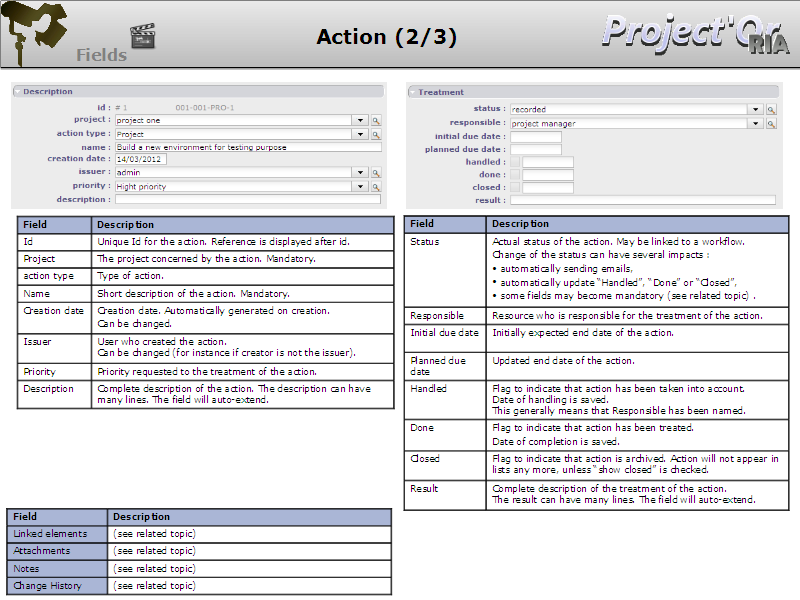 Fields
Action (2/3)
Project'Or
RIA
Description
id : # 1 001-001-PRO-1
project : project one
action type : Project
name : Build a new environment for testing purpose
creation date : 14/03/2012
issuer : admin
priority : Hight priority
description :
Field Description
Id Unique Id for the action. Reference is displayed after id.
Project The project concerned by the action. Mandatory.
action type Type of action.
Name Short description of the action. Mandatory.
Creation date Creation date. Automatically generated on creation.
Can be changed.
Issuer User who created the action.
Can be changed (for instance if creator is not the issuer).
Priority Priority requested to the treatment of the action.
Description Complete description of the action. The description can have
many lines. The field will auto-extend.
Field Description
Linked elements (see related topic)
Attachments (see related topic)
Notes (see related topic)
Change History (see related topic)
Treatment
status : recorded
responsible : project manager
initial due date :
planned due date :
handled :
done :
closed :
result :
Field Description
Status Actual status of the action. May be linked to a workflow.
Change of the status can have several impacts :
• automatically sending emails,
• automatically update "Handled", "Done" or "Closed",
• some fields may become mandatory (see related topic) .
Responsible Resource who is responsible for the treatment of the action.
Initial due date Initially expected end date of the action.
Planned due Updated end date of the action.
date
Handled Flag to indicate that action has been taken into account.
Date of handling is saved.
This generally means that Responsible has been named.
Done Flag to indicate that action has been treated.
Date of completion is saved.
Closed Flag to indicate that action is archived. Action will not appear in
lists any more, unless "show closed" is checked.
Result Complete description of the treatment of the action.
The result can have many lines. The field will auto-extend.